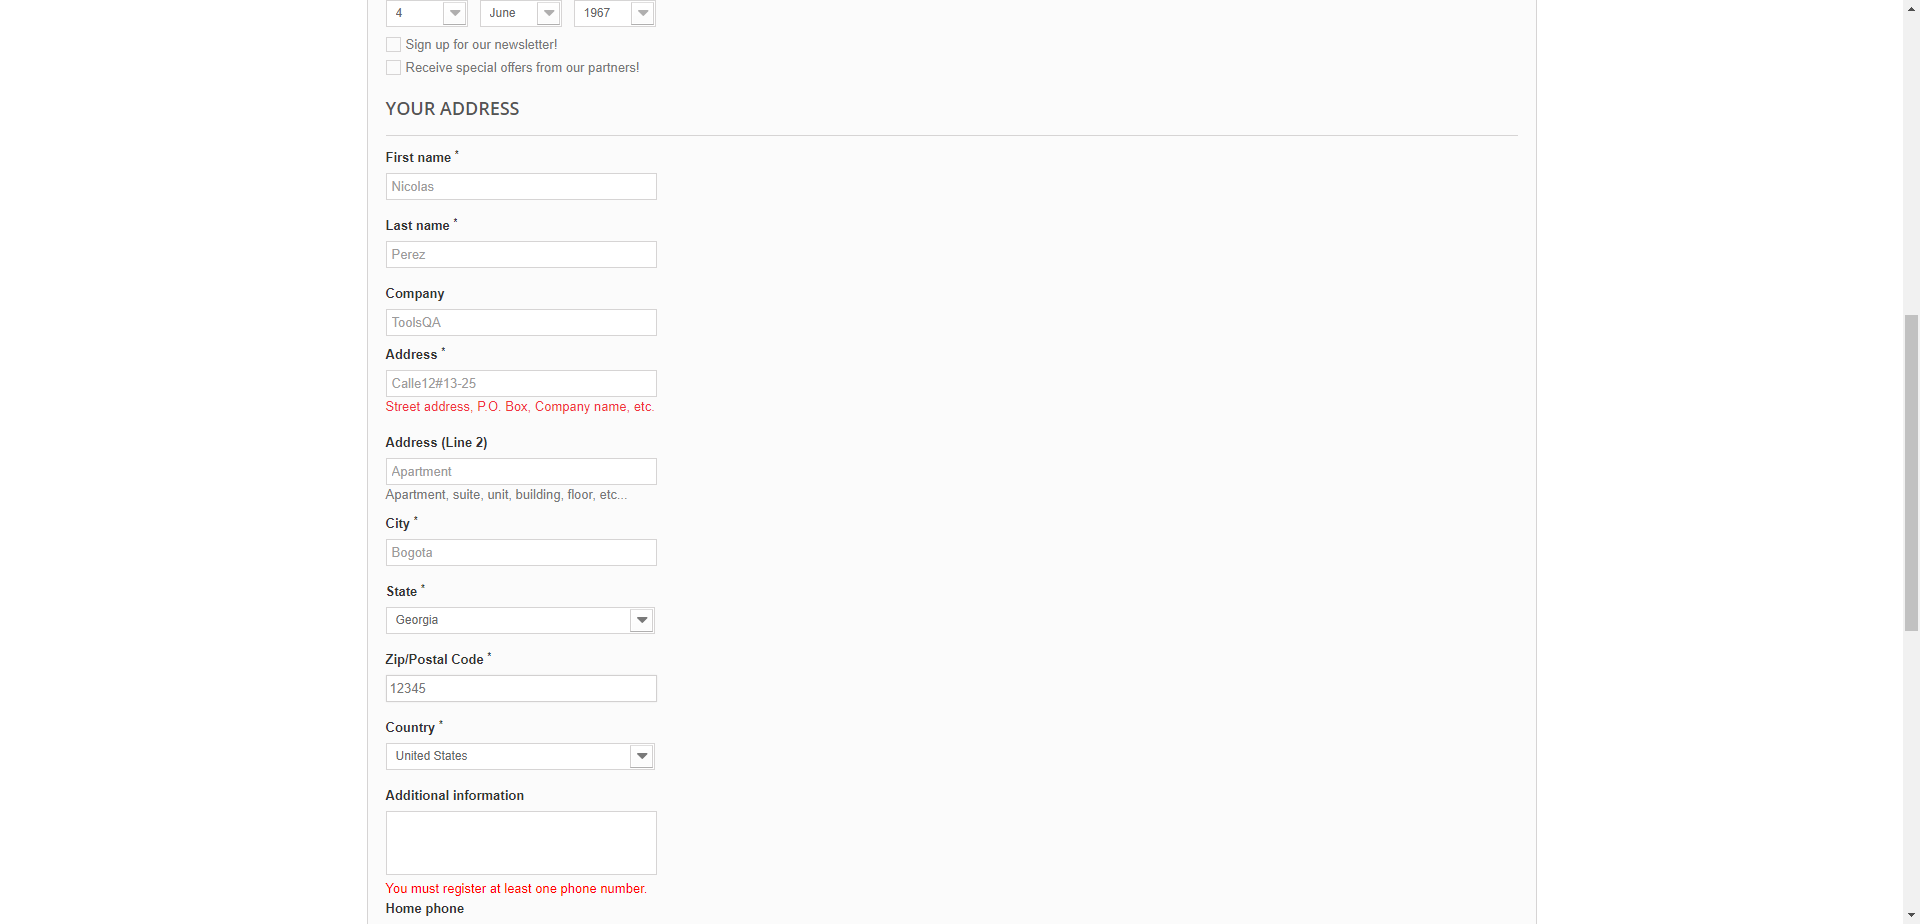 4 June 1967
Sign up for our newsletter!
Receive special offers from our partners!
YOUR ADDRESS
First name *
Nicolas
Last name *
Perez
Company
ToolsQA
Address *
Calle12#13-25
Street address, P.O. Box, Company name, etc.
Address (Line 2)
Apartment
Apartment, suite, unit, building, floor, etc...
City *
Bogota
State *
Georgia
Zip/Postal Code *
12345
Country *
United States
Additional information
You must register at least one phone number.
Home phone